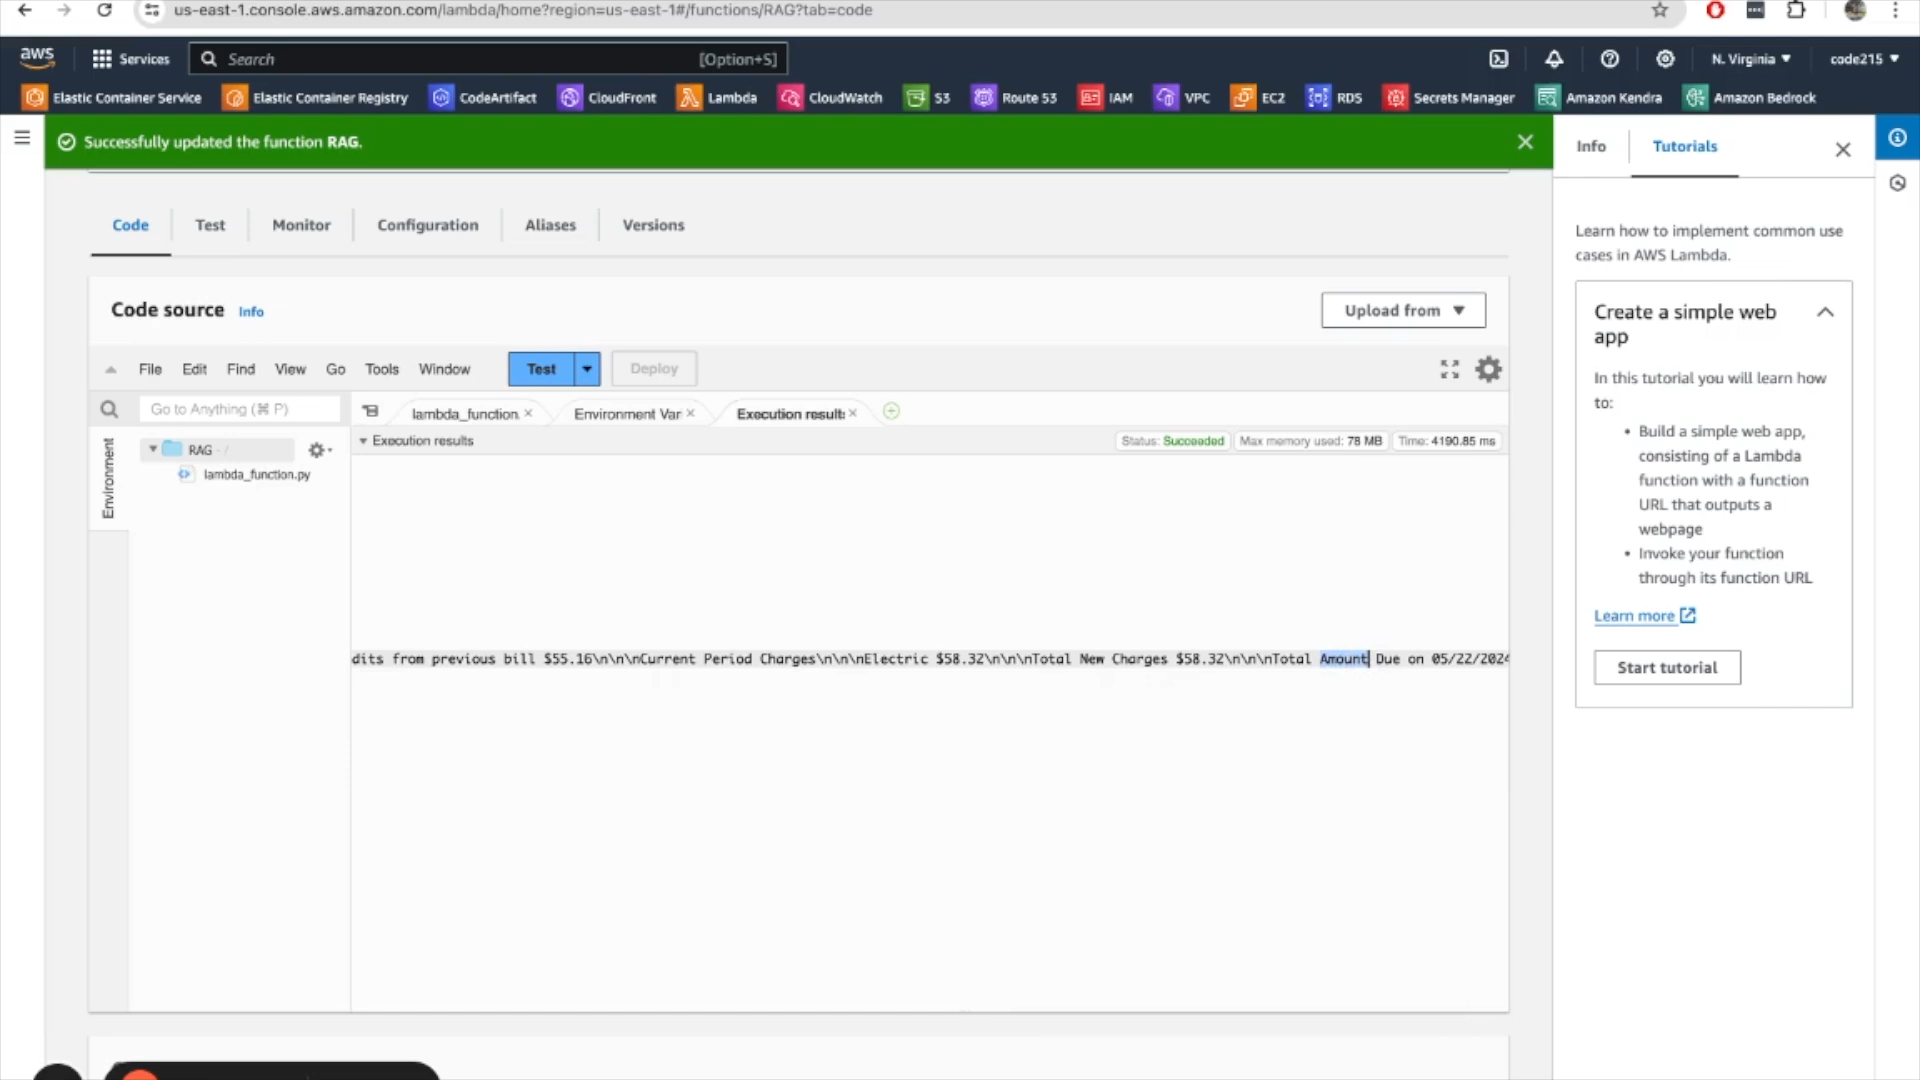 us-east-1.console.aws.amazon.com/lambda/home?region=us-east-1#/functions/RAG?tab=code
aws
Services
Search
[Option+S]
N. Virginia
code215
Elastic Container Service
Elastic Container Registry
CodeArtifact
CloudFront
Lambda
CloudWatch
S3
Route 53
IAM
VPC
EC2
RDS
Secrets Manager
Amazon Kendra
Amazon Bedrock
Successfully updated the function RAG.
Info
Tutorials
Code
Test
Monitor
Configuration
Aliases
Versions
Code source Info
Upload from
File
Edit
Find
View
Go
Tools
Window
Test
Deploy
Go to Anything (⌘ P)
lambda_function.
Environment Var
Execution result:
Environment
RAG - /
lambda_function.py
Execution results
Status: Succeeded
Max memory used: 78 MB
Time: 4190.85 ms
dits from previous bill $55.16\n\n\nCurrent Period Charges\n\n\nElectric $58.32\n\n\nTotal New Charges $58.32\n\n\nTotal Amount Due on 05/22/2024
Learn how to implement common use
cases in AWS Lambda.
Create a simple web
app
In this tutorial you will learn how
to:
• Build a simple web app,
consisting of a Lambda
function with a function
URL that outputs a
webpage
• Invoke your function
through its function URL
Learn more
Start tutorial